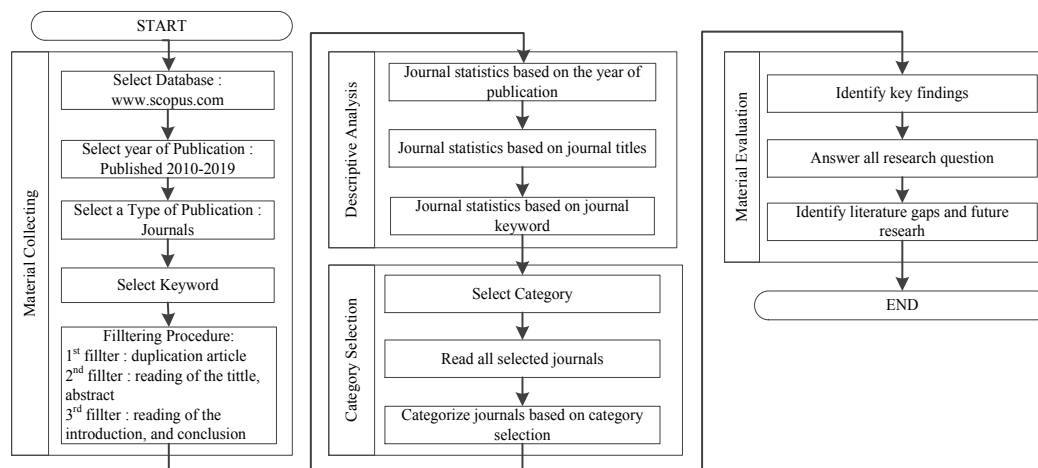 START
Material Collecting
Select Database :
www.scopus.com
Select year of Publication :
Published 2010-2019
Select a Type of Publication :
Journals
Select Keyword
Filltering Procedure:
1st fillter : duplication article
2nd fillter : reading of the tittle,
abstract
3rd fillter : reading of the
introduction, and conclusion
Descriptive Analysis
Journal statistics based on the year of
publication
Journal statistics based on journal titles
Journal statistics based on journal
keyword
Category Selection
Select Category
Read all selected journals
Categorize journals based on category
selection
Material Evaluation
Identify key findings
Answer all research question
Identify literature gaps and future
researh
END